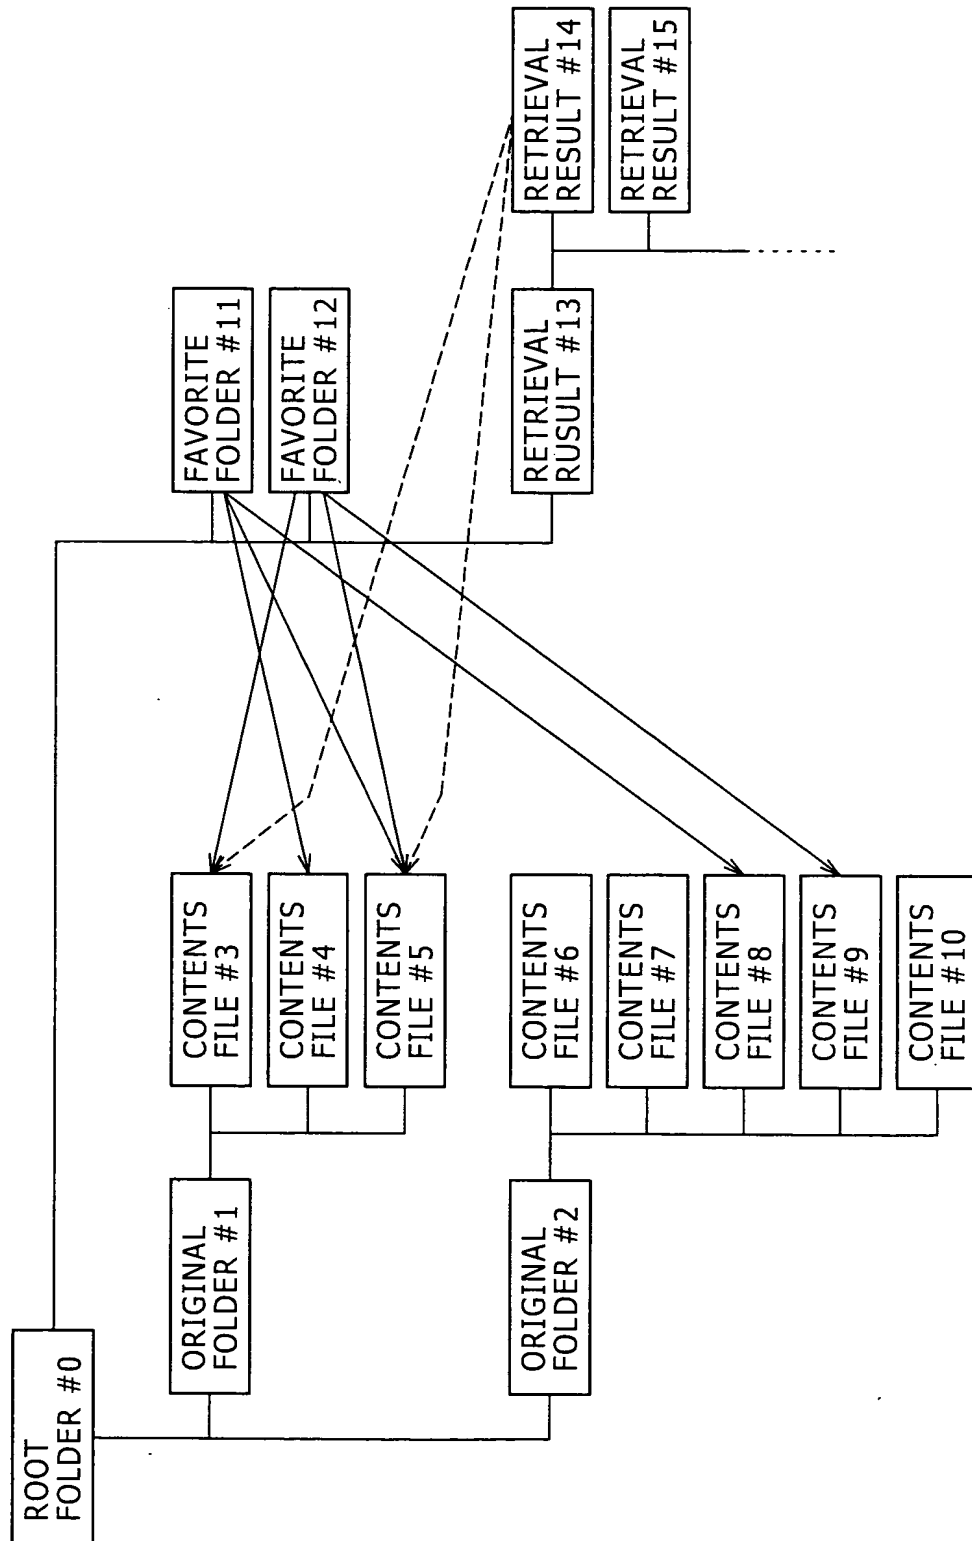 ROOT
FOLDER #0
ORIGINAL
FOLDER #1
CONTENTS
FILE #3
CONTENTS
FILE #4
CONTENTS
FILE #5
ORIGINAL
FOLDER #2
CONTENTS
FILE #6
CONTENTS
FILE #7
CONTENTS
FILE #8
CONTENTS
FILE #9
CONTENTS
FILE #10
FAVORITE
FOLDER #11
FAVORITE
FOLDER #12
RETRIEVAL
RUSULT #13
RETRIEVAL
RESULT #14
RETRIEVAL
RESULT #15